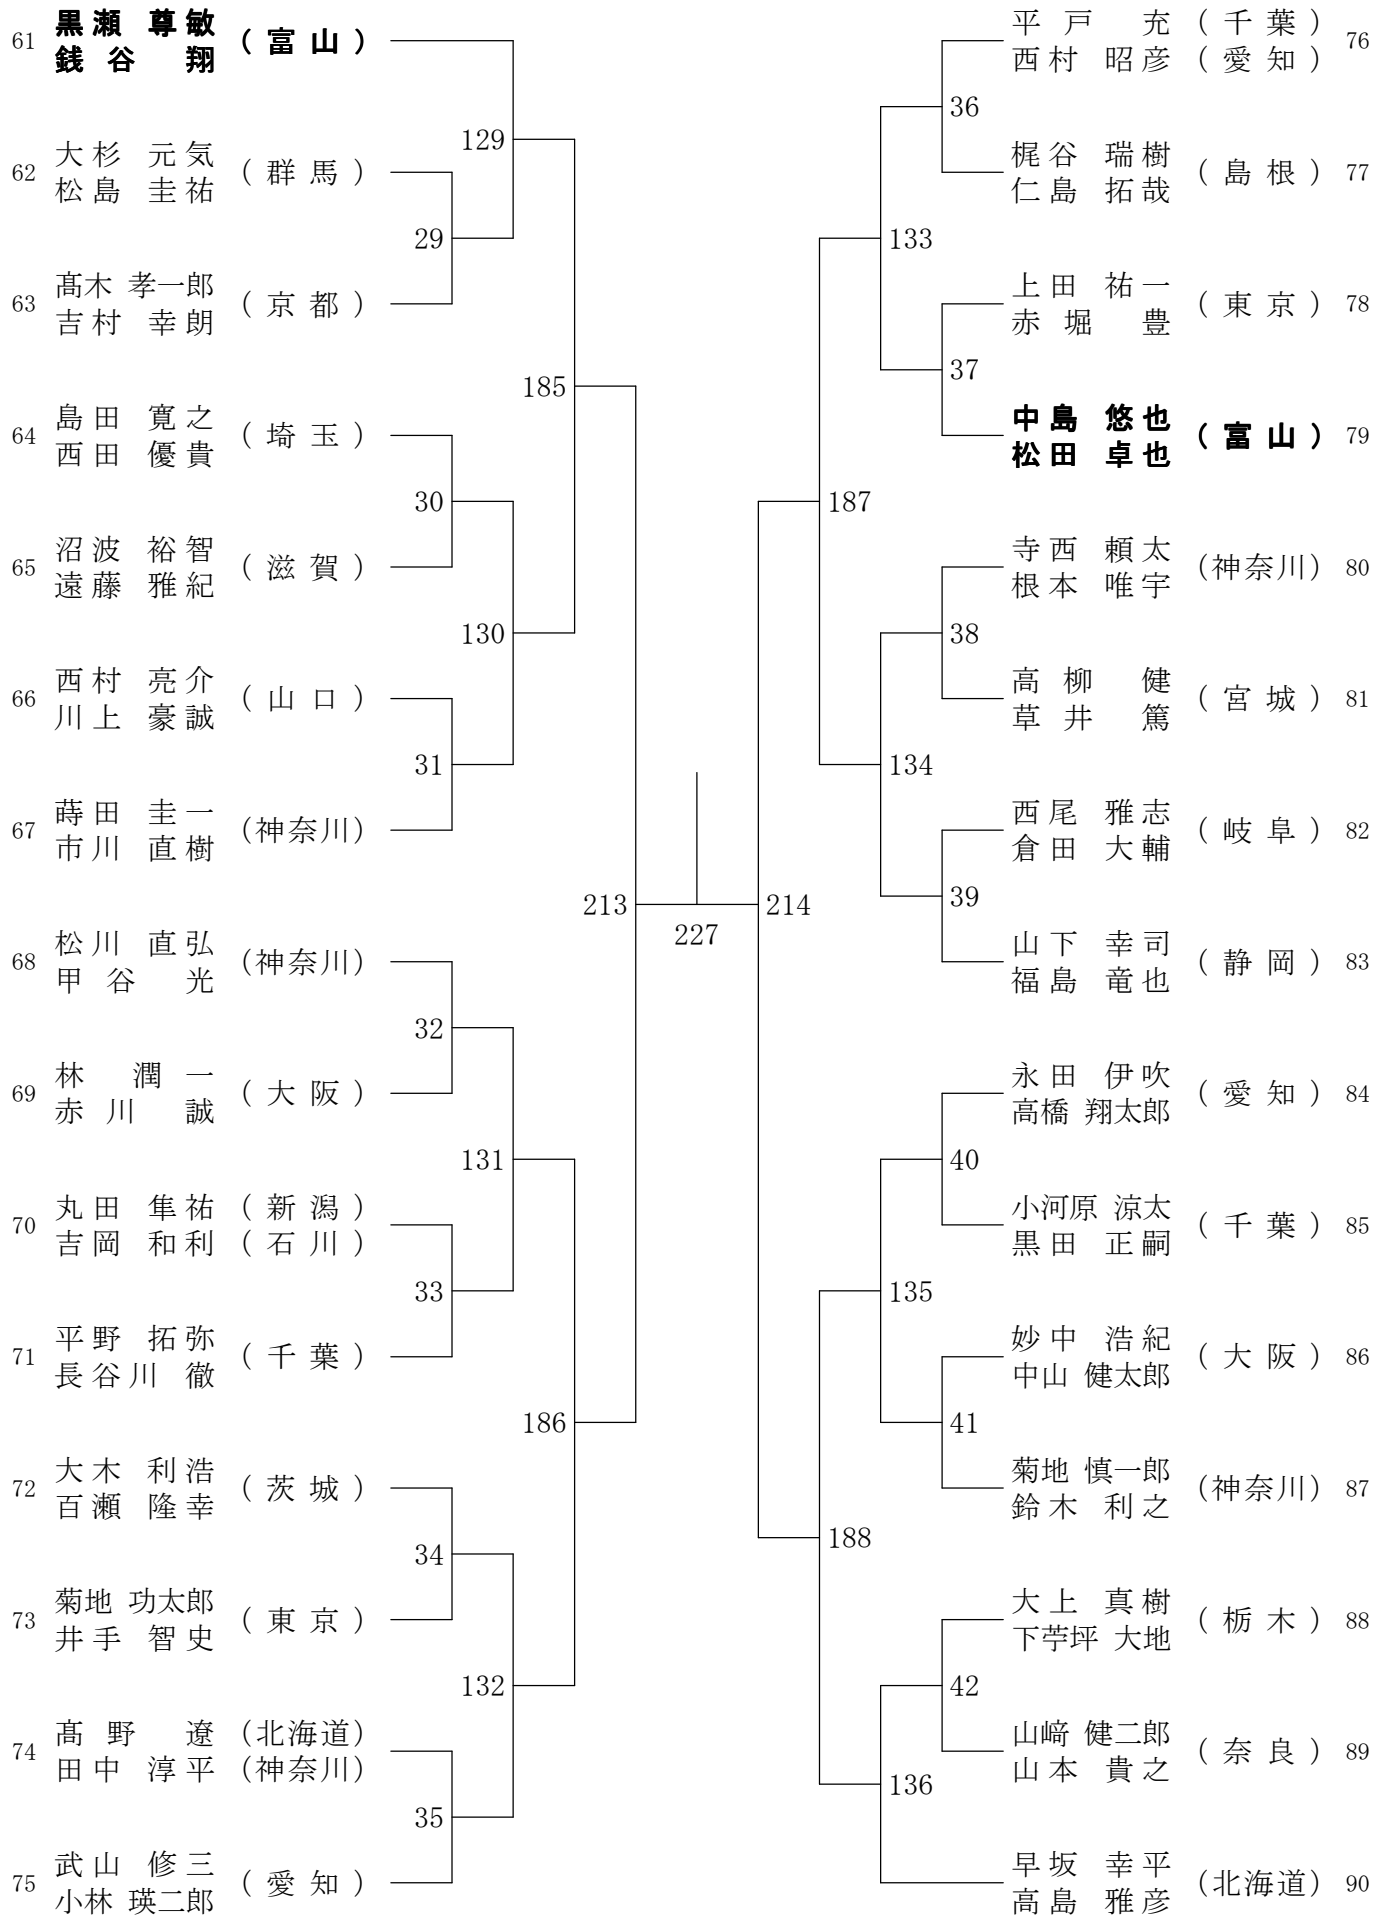 61 黒瀬 尊敏 (富山)
銭谷 翔
129
62 大杉 元気 (群馬)
松島 圭祐
29
63 髙木 孝一郎 (京都)
吉村 幸朗
185
64 島田 寛之 (埼玉)
西田 優貴
30
65 沼波 裕智 (滋賀)
遠藤 雅紀
130
66 西村 亮介 (山口)
川上 豪誠
31
67 蒔田 圭一 (神奈川)
市川 直樹
213
68 松川 直弘 (神奈川)
甲谷 光
32
69 林 潤一 (大阪)
赤川 誠
131
70 丸田 隼祐 (新潟)
吉岡 和利 (石川)
33
71 平野 拓弥 (千葉)
長谷川 徹
186
72 大木 利浩 (茨城)
百瀬 隆幸
34
73 菊地 功太郎 (東京)
井手 智史
132
74 髙野 遼 (北海道)
田中 淳平 (神奈川)
35
75 武山 修三 (愛知)
小林 瑛二郎
227
平戸 充 (千葉) 76
西村 昭彦 (愛知)
36
梶谷 瑞樹 (島根) 77
仁島 拓哉
133
上田 祐一 (東京) 78
赤堀 豊
37
中島 悠也 (富山) 79
松田 卓也
187
寺西 頼太 (神奈川) 80
根本 唯宇
38
高柳 健 (宮城) 81
草井 篤
134
西尾 雅志 (岐阜) 82
倉田 大輔
39
214
山下 幸司 (静岡) 83
福島 竜也
永田 伊吹 (愛知) 84
高橋 翔太郎
40
小河原 涼太 (千葉) 85
黒田 正嗣
135
妙中 浩紀 (大阪) 86
中山 健太郎
41
菊地 慎一郎 (神奈川) 87
鈴木 利之
188
大上 真樹 (栃木) 88
下苧坪 大地
42
山﨑 健二郎 (奈良) 89
山本 貴之
136
早坂 幸平 (北海道) 90
高島 雅彦